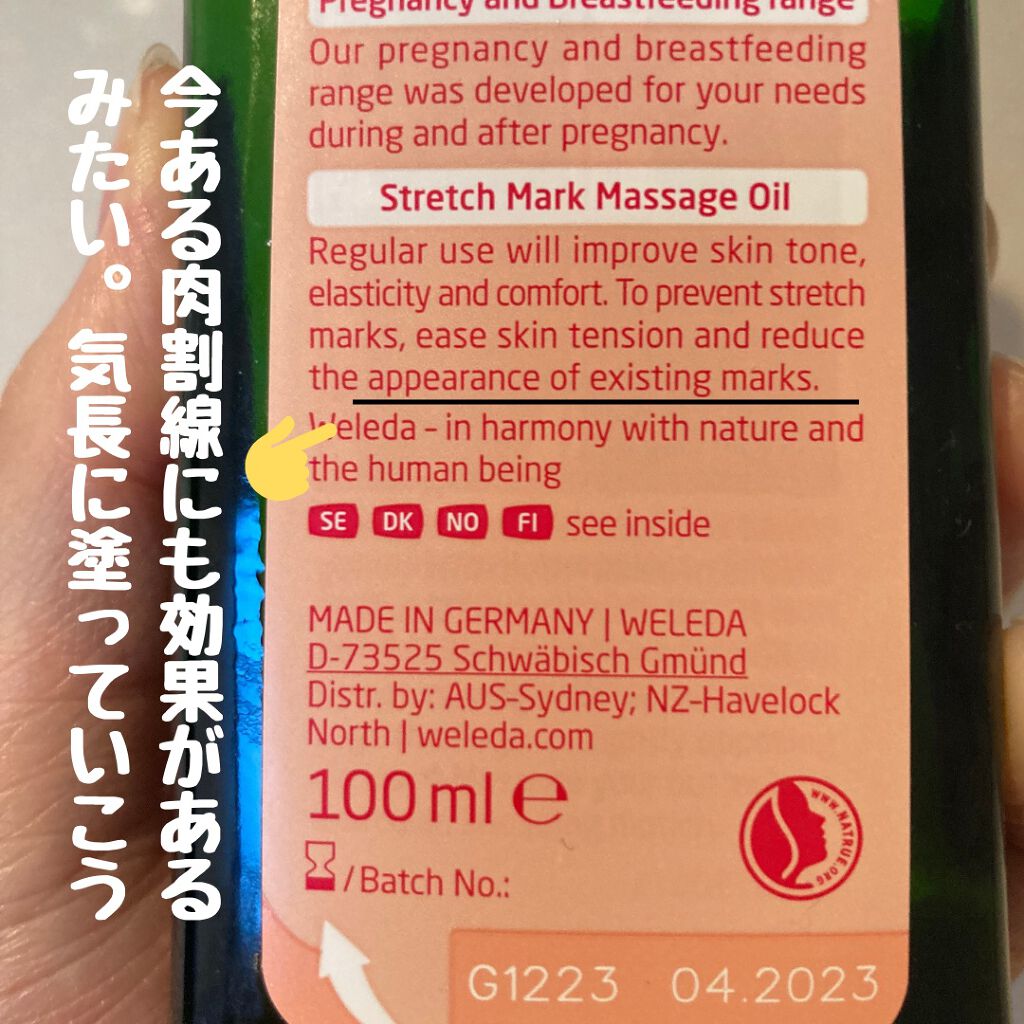 今ある肉割線にも効果がある
みたい。気長に塗っていこう
Pregnancy and Breastfeeding range
Our pregnancy and breastfeeding
range was developed for your needs
during and after pregnancy.
Stretch Mark Massage Oil
Regular use will improve skin tone,
elasticity and comfort. To prevent stretch
marks, ease skin tension and reduce
the appearance of existing marks.
Weleda – in harmony with nature and
the human being
SE DK NO FI see inside
MADE IN GERMANY | WELEDA
D-73525 Schwäbisch Gmünd
Distr. by: AUS-Sydney; NZ-Havelock
North | weleda.com
100 ml ℮
/Batch No.:
WWW.NATRUE.ORG
G1223 04.2023